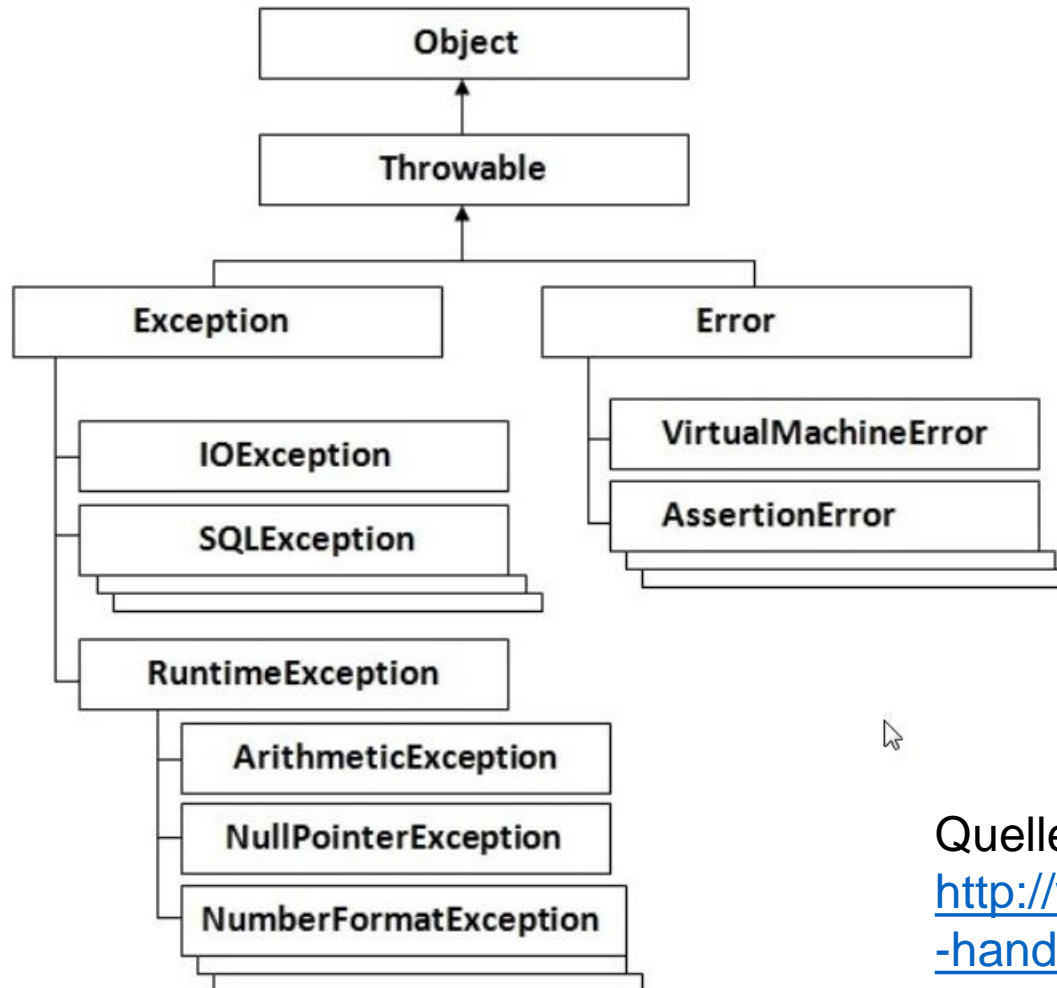 Object
Throwable
Exception
Error
IOException
SQLException
VirtualMachineError
AssertionError
RuntimeException
ArithmeticException
NullPointerException
NumberFormatException
Quelle
http://
-hand